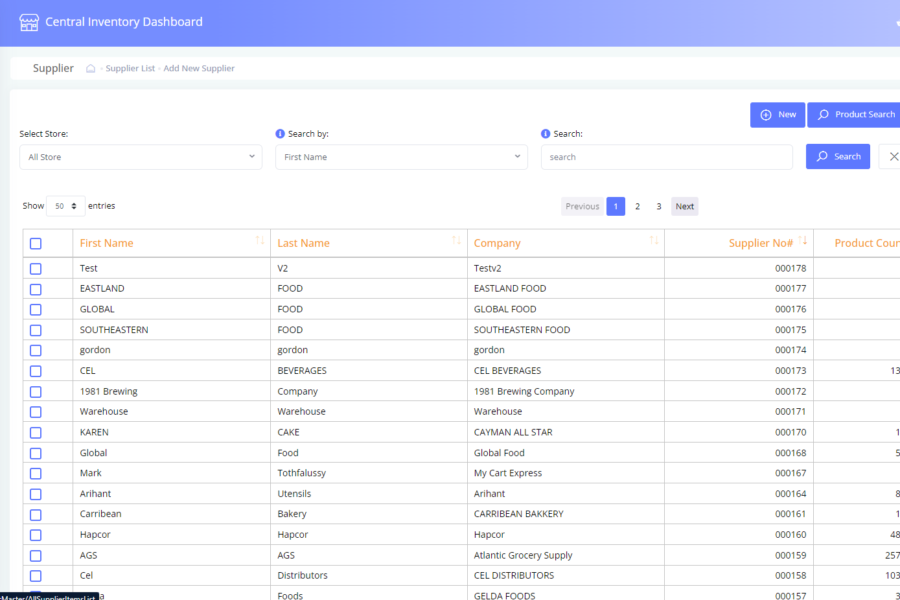 Central Inventory Dashboard
Supplier - Supplier List - Add New Supplier
New Product Search
Select Store: Search by: Search:
All Store First Name search Search
Show 50 entries Previous 1 2 3 Next
First Name Last Name Company Supplier No# Product Coun
Test V2 Testv2 000178
EASTLAND FOOD EASTLAND FOOD 000177
GLOBAL FOOD GLOBAL FOOD 000176
SOUTHEASTERN FOOD SOUTHEASTERN FOOD 000175
gordon gordon gordon 000174
CEL BEVERAGES CEL BEVERAGES 000173 13
1981 Brewing Company 1981 Brewing Company 000172
Warehouse Warehouse Warehouse 000171
KAREN CAKE CAYMAN ALL STAR 000170 1
Global Food Global Food 000168 5
Mark Tothfalussy My Cart Express 000167
Arihant Utensils Arihant 000164 8
Carribean Bakery CARRIBEAN BAKKERY 000161 1
Hapcor Hapcor Hapcor 000160 48
AGS AGS Atlantic Grocery Supply 000159 257
Cel Distributors CEL DISTRIBUTORS 000158 103
Foods GELDA FOODS 000157 3